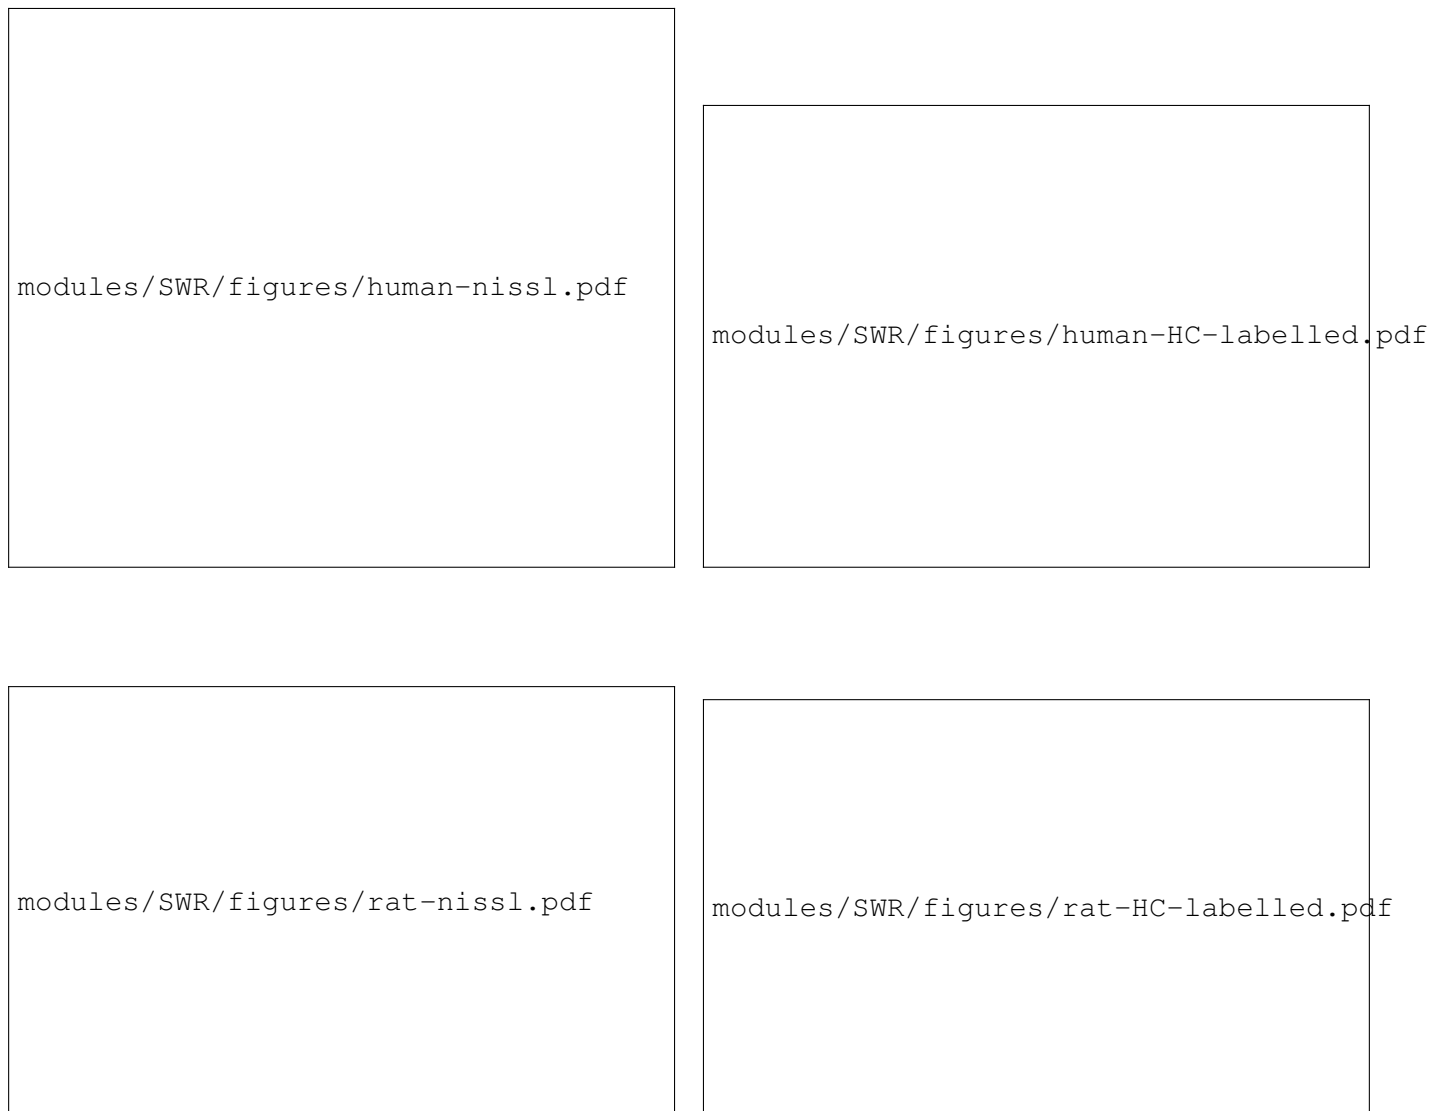 modules/SWR/figures/human-nissl.pdf
modules/SWR/figures/human-HC-labelled.pdf
modules/SWR/figures/rat-nissl.pdf
modules/SWR/figures/rat-HC-labelled.pdf